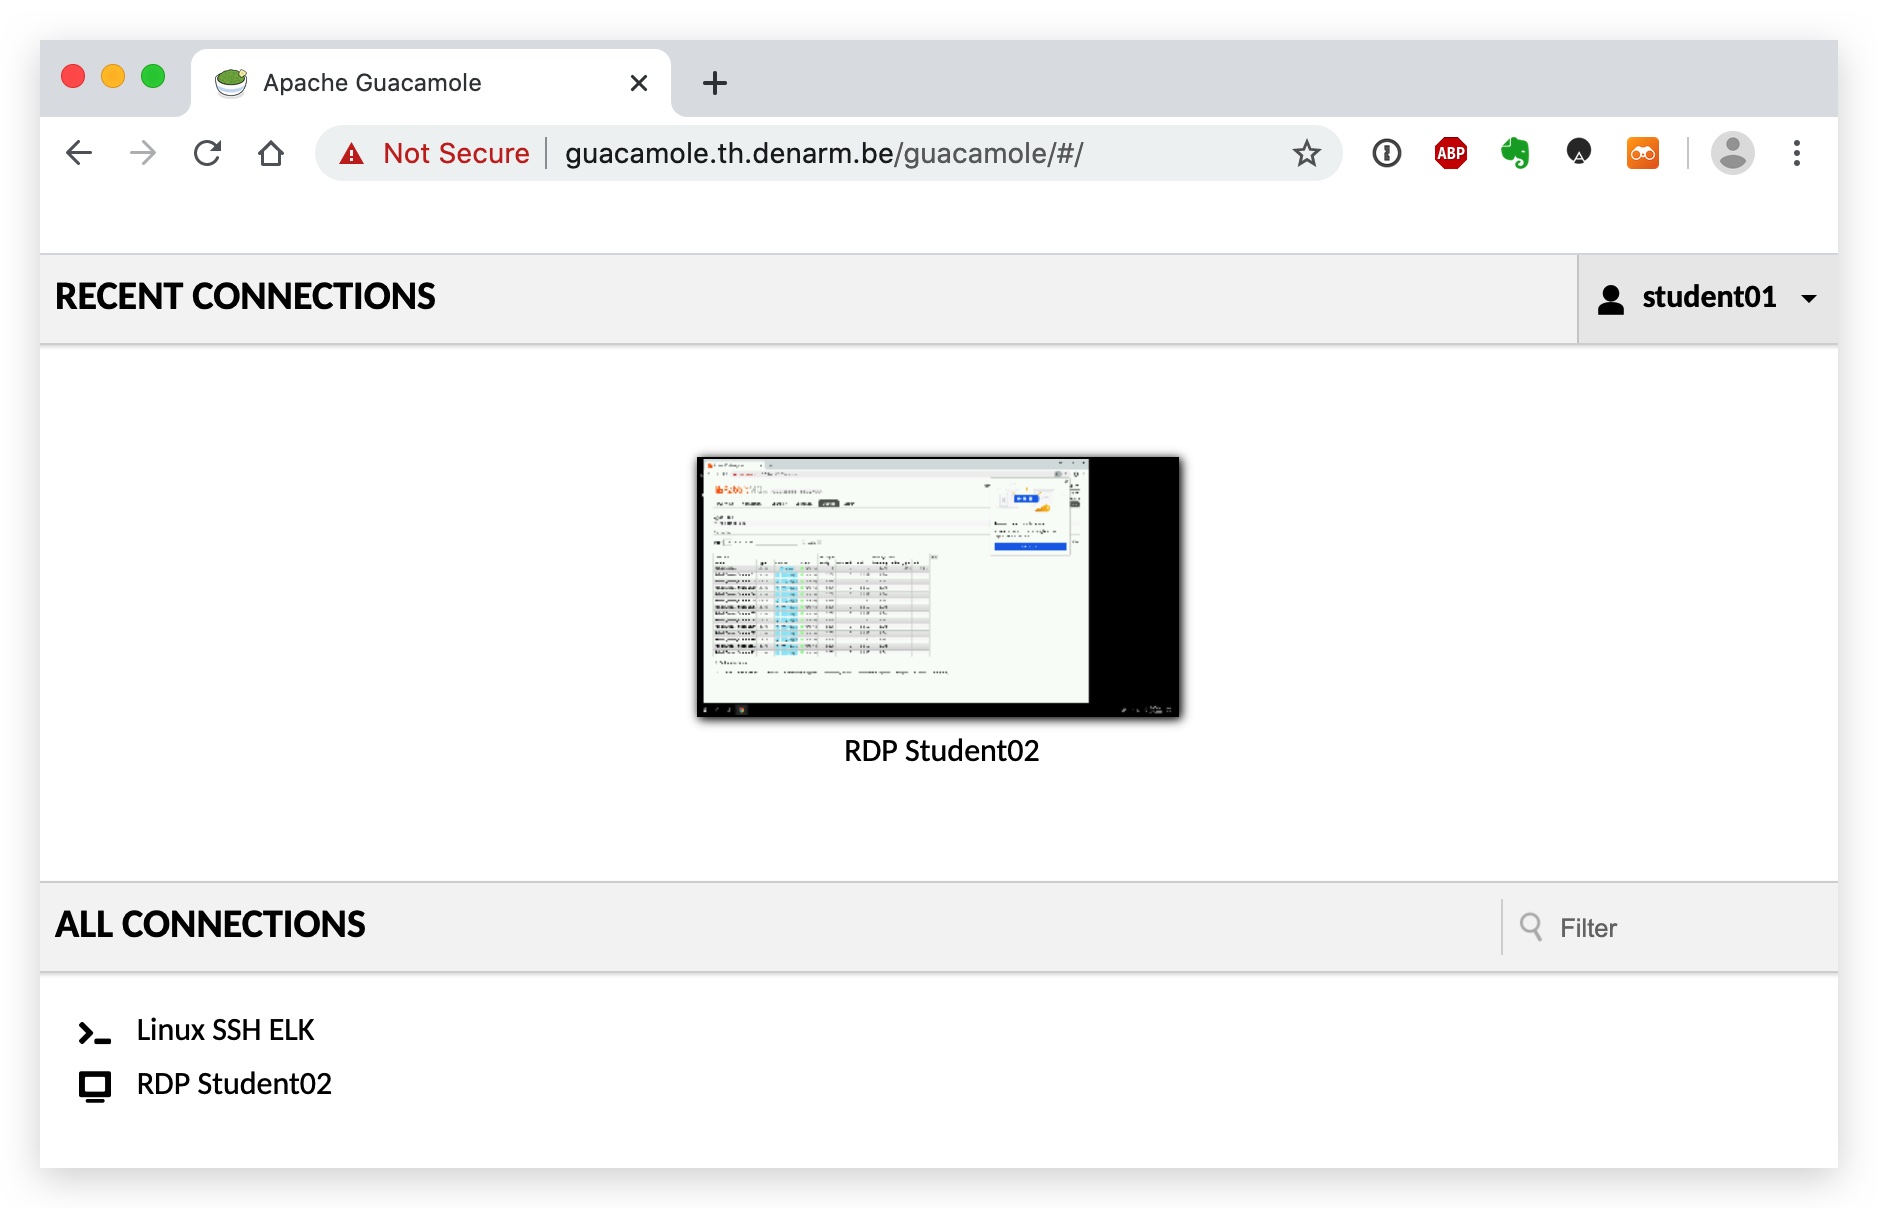 Apache Guacamole
Not Secure guacamole.th.denarm.be/guacamole/#/
ABP
RECENT CONNECTIONS
student01
RDP Student02
ALL CONNECTIONS
Filter
Linux SSH ELK
RDP Student02